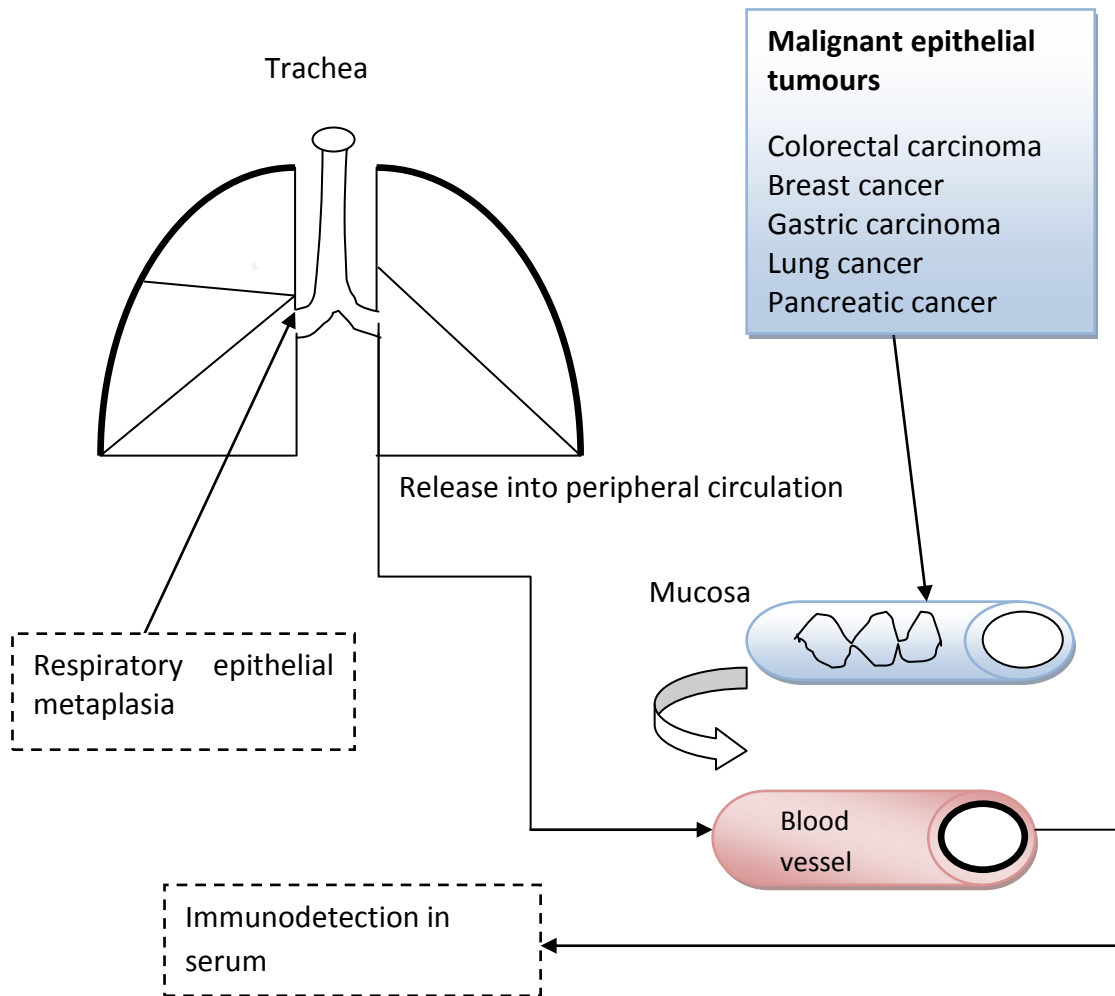 Trachea
Malignant epithelial
tumours
Colorectal carcinoma
Breast cancer
Gastric carcinoma
Lung cancer
Pancreatic cancer
Release into peripheral circulation
Mucosa
Respiratory epithelial
metaplasia
Blood
vessel
Immunodetection in
serum